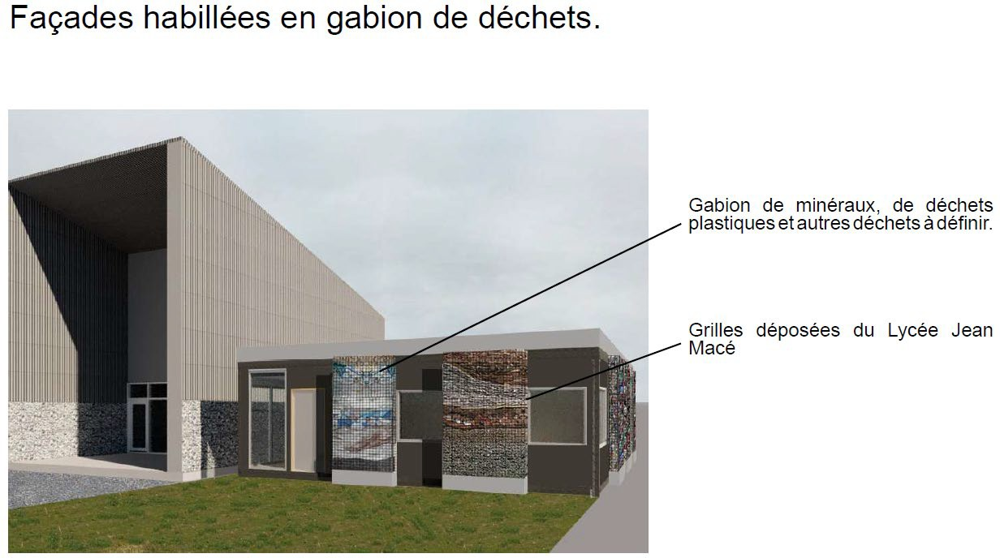 Façades habillées en gabion de déchets.
Gabion de minéraux, de déchets
plastiques et autres déchets à définir.
Grilles déposées du Lycée Jean
Macé